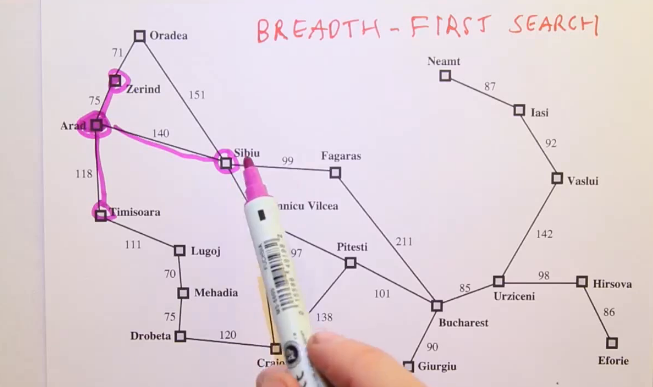 BREADTH-FIRST SEARCH
Oradea
Neamt
71
87
Zerind
151
Iasi
75
Arad
140
92
Sibiu
99
Fagaras
118
Vaslui
Timisoara
nnicu Vilcea
142
111
211
Lugoj
97
Pitesti
70
98
Hirsova
101
85
Mehadia
Urziceni
75
138
Bucharest
86
Drobeta
120
90
Craio
Giurgiu
Eforie